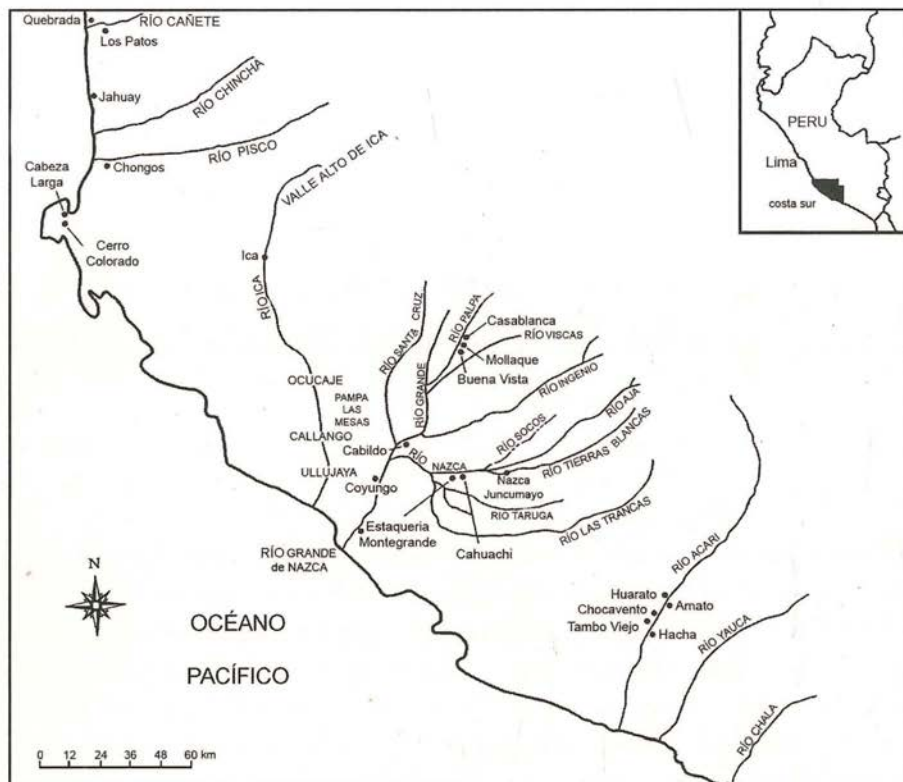 Quebrada
RÍO CAÑETE
Los Patos
Jahuay
RÍO CHINCHA
RÍO PISCO
Chongos
Cabeza
Larga
Cerro
Colorado
VALLE ALTO DE ICA
Ica
RÍO ICA
OCUCAJE
PAMPA
LAS
MESAS
CALLANGO
ULLUJAYA
RÍO SANTA CRUZ
RÍO GRANDE
RÍO PALPA
Casablanca
RÍO VISCAS
Mollaque
Buena Vista
RÍO INGENIO
Cabildo
RÍO
NAZCA
RÍO SOCOS
RÍO AJA
RÍO TIERRAS BLANCAS
Nazca
Juncumayo
Coyungo
RÍO TARUGA
RÍO LAS TRANCAS
Estaqueria
Montegrande
Cahuachi
RÍO GRANDE
de NAZCA
RÍO ACARI
Huarato
Amato
Chocavento
Tambo Viejo
Hacha
RÍO YAUCA
RÍO CHALA
N
OCÉANO
PACÍFICO
0 12 24 36 48 60 km
PERU
Lima
costa sur